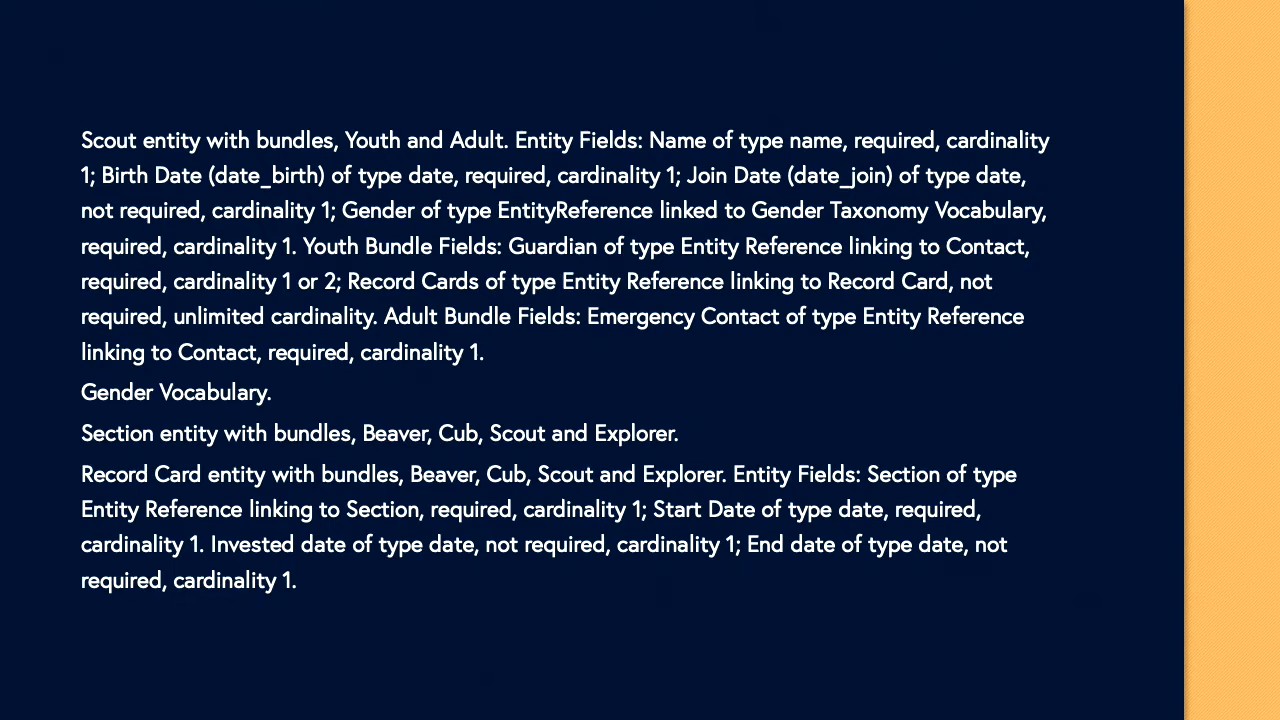 Scout entity with bundles, Youth and Adult. Entity Fields: Name of type name, required, cardinality
1; Birth Date (date_birth) of type date, required, cardinality 1; Join Date (date_join) of type date,
not required, cardinality 1; Gender of type EntityReference linked to Gender Taxonomy Vocabulary,
required, cardinality 1. Youth Bundle Fields: Guardian of type Entity Reference linking to Contact,
required, cardinality 1 or 2; Record Cards of type Entity Reference linking to Record Card, not
required, unlimited cardinality. Adult Bundle Fields: Emergency Contact of type Entity Reference
linking to Contact, required, cardinality 1.
Gender Vocabulary.
Section entity with bundles, Beaver, Cub, Scout and Explorer.
Record Card entity with bundles, Beaver, Cub, Scout and Explorer. Entity Fields: Section of type
Entity Reference linking to Section, required, cardinality 1; Start Date of type date, required,
cardinality 1. Invested date of type date, not required, cardinality 1; End date of type date, not
required, cardinality 1.